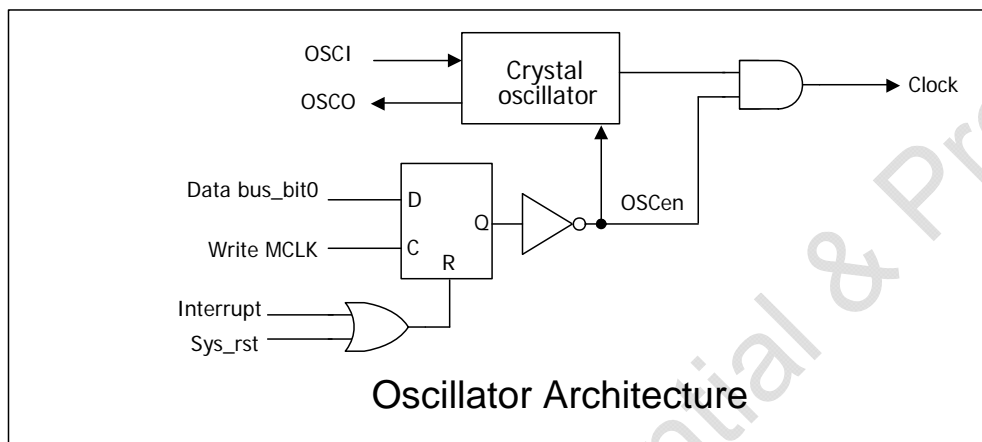 OSCI
OSCO
Crystal
oscillator
Clock
Data bus_bit0
D
Q
OSCen
Write MCLK
C
R
Interrupt
Sys_rst
Oscillator Architecture